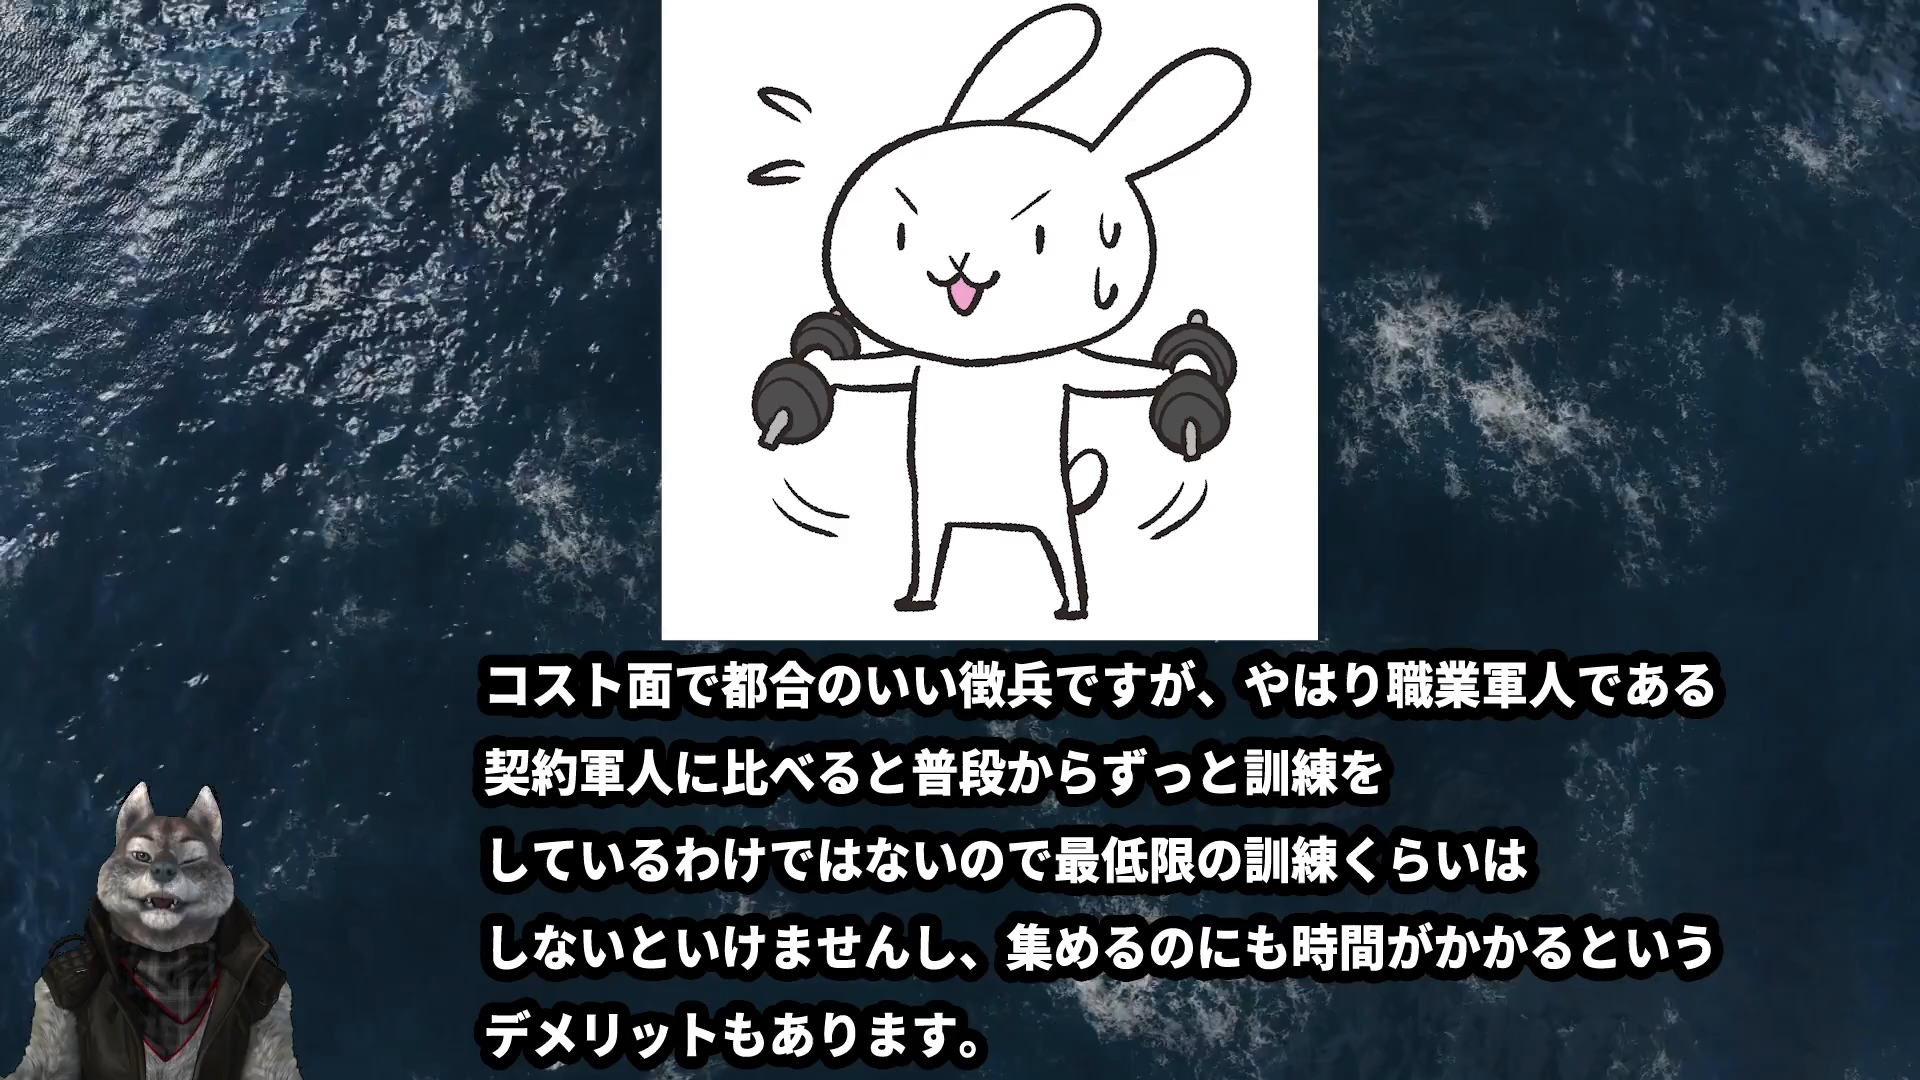 コスト面で都合のいい徴兵ですが、やはり職業軍人である
契約軍人に比べると普段からずっと訓練を
しているわけではないので最低限の訓練くらいは
しないといけませんし、集めるのにも時間がかかるという
デメリットもあります。